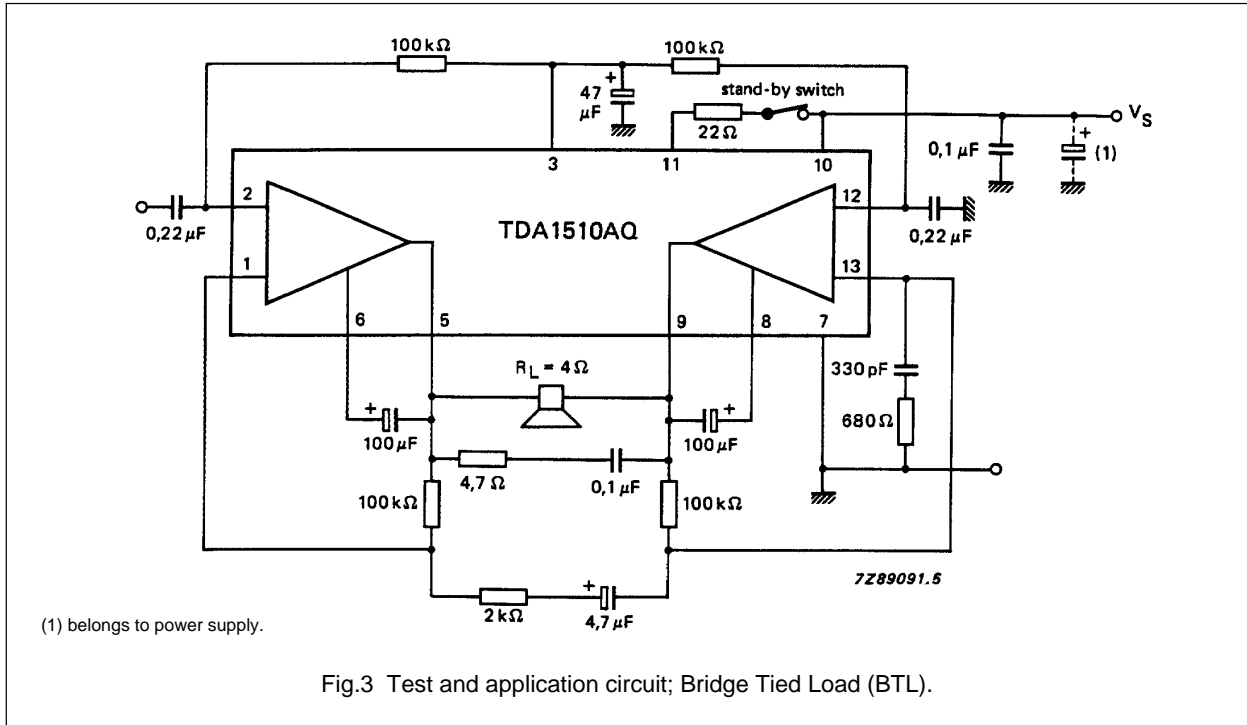 100 kΩ
100 kΩ
+
47
µF
stand-by switch
22 Ω
V_S
0,1 µF
+
(1)
3
11
10
2
12
0,22 µF
TDA1510AQ
0,22 µF
1
13
6
5
9
8
7
R_L = 4 Ω
330 pF
+
100 µF
+
100 µF
680 Ω
4,7 Ω
0,1 µF
100 kΩ
100 kΩ
7Z89091.5
+
2 kΩ
4,7 µF
(1) belongs to power supply.
Fig.3 Test and application circuit; Bridge Tied Load (BTL).